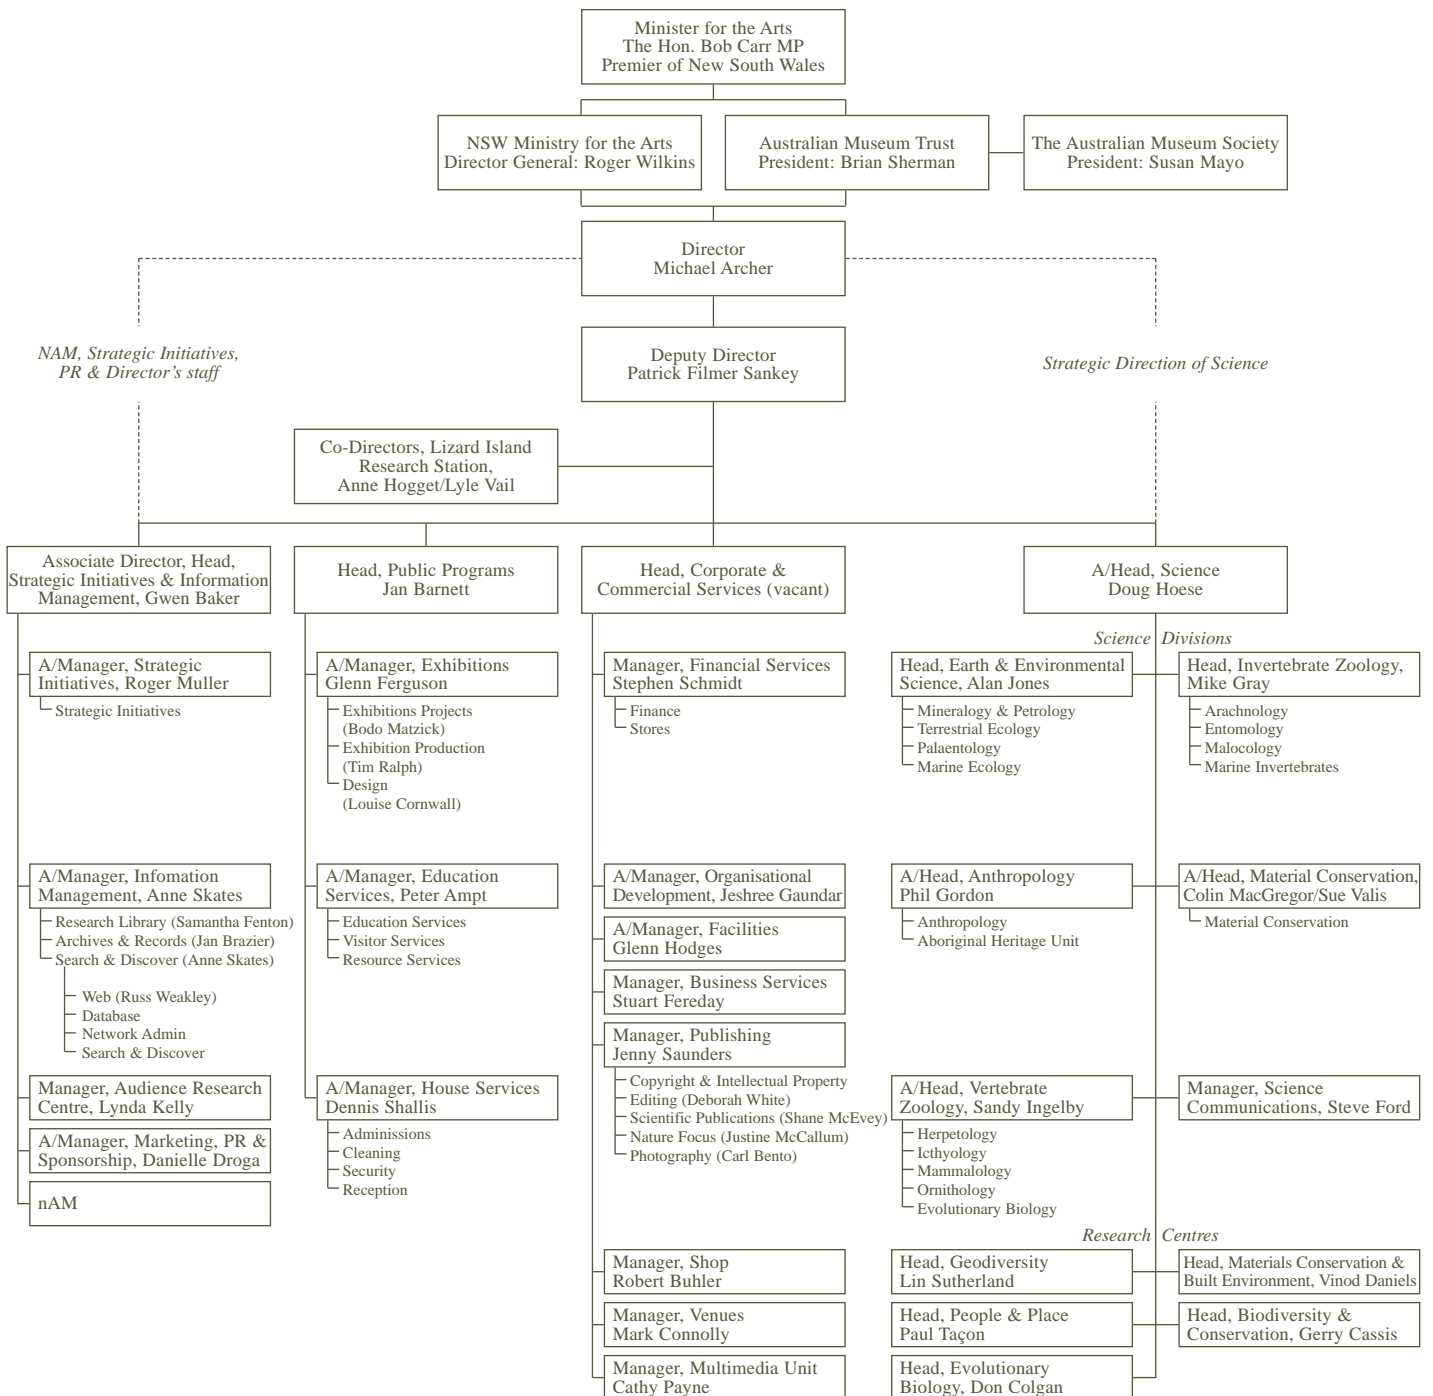 Minister for the Arts
The Hon. Bob Carr MP
Premier of New South Wales
NSW Ministry for the Arts
Director General: Roger Wilkins
Australian Museum Trust
President: Brian Sherman
The Australian Museum Society
President: Susan Mayo
Director
Michael Archer
NAM, Strategic Initiatives,
PR & Director's staff
Deputy Director
Patrick Filmer Sankey
Strategic Direction of Science
Co-Directors, Lizard Island
Research Station,
Anne Hogget/Lyle Vail
Associate Director, Head,
Strategic Initiatives & Information
Management, Gwen Baker
A/Manager, Strategic
Initiatives, Roger Muller
Strategic Initiatives
A/Manager, Infomation
Management, Anne Skates
Research Library (Samantha Fenton)
Archives & Records (Jan Brazier)
Search & Discover (Anne Skates)
Web (Russ Weakley)
Database
Network Admin
Search & Discover
Manager, Audience Research
Centre, Lynda Kelly
A/Manager, Marketing, PR &
Sponsorship, Danielle Droga
nAM
Head, Public Programs
Jan Barnett
A/Manager, Exhibitions
Glenn Ferguson
Exhibitions Projects
(Bodo Matzick)
Exhibition Production
(Tim Ralph)
Design
(Louise Cornwall)
A/Manager, Education
Services, Peter Ampt
Education Services
Visitor Services
Resource Services
A/Manager, House Services
Dennis Shallis
Adminissions
Cleaning
Security
Reception
Head, Corporate &
Commercial Services (vacant)
Manager, Financial Services
Stephen Schmidt
Finance
Stores
A/Manager, Organisational
Development, Jeshree Gaundar
A/Manager, Facilities
Glenn Hodges
Manager, Business Services
Stuart Fereday
Manager, Publishing
Jenny Saunders
Copyright & Intellectual Property
Editing (Deborah White)
Scientific Publications (Shane McEvey)
Nature Focus (Justine McCallum)
Photography (Carl Bento)
Manager, Shop
Robert Buhler
Manager, Venues
Mark Connolly
Manager, Multimedia Unit
Cathy Payne
A/Head, Science
Doug Hoese
Science Divisions
Head, Earth & Environmental
Science, Alan Jones
Mineralogy & Petrology
Terrestrial Ecology
Palaentology
Marine Ecology
Head, Invertebrate Zoology,
Mike Gray
Arachnology
Entomology
Malocology
Marine Invertebrates
A/Head, Anthropology
Phil Gordon
Anthropology
Aboriginal Heritage Unit
A/Head, Material Conservation,
Colin MacGregor/Sue Valis
Material Conservation
A/Head, Vertebrate
Zoology, Sandy Ingelby
Herpetology
Icthyology
Mammalology
Ornithology
Evolutionary Biology
Manager, Science
Communications, Steve Ford
Research Centres
Head, Geodiversity
Lin Sutherland
Head, Materials Conservation &
Built Environment, Vinod Daniels
Head, People & Place
Paul Taçon
Head, Biodiversity &
Conservation, Gerry Cassis
Head, Evolutionary
Biology, Don Colgan